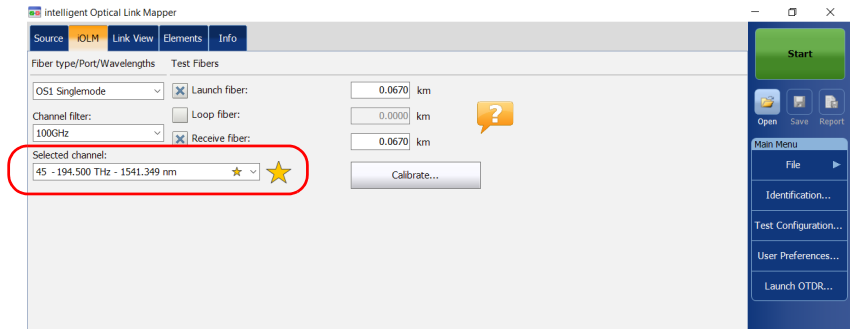 intelligent Optical Link Mapper
Source iOLM Link View Elements Info
Fiber type/Port/Wavelengths Test Fibers
OS1 Singlemode
Launch fiber: 0.0670 km
Channel filter:
Loop fiber: 0.0000 km
100GHz
Receive fiber: 0.0670 km
Selected channel:
45 - 194.500 THz - 1541.349 nm
Calibrate...
?
Start
Open Save Report
Main Menu
File
Identification...
Test Configuration...
User Preferences...
Launch OTDR...